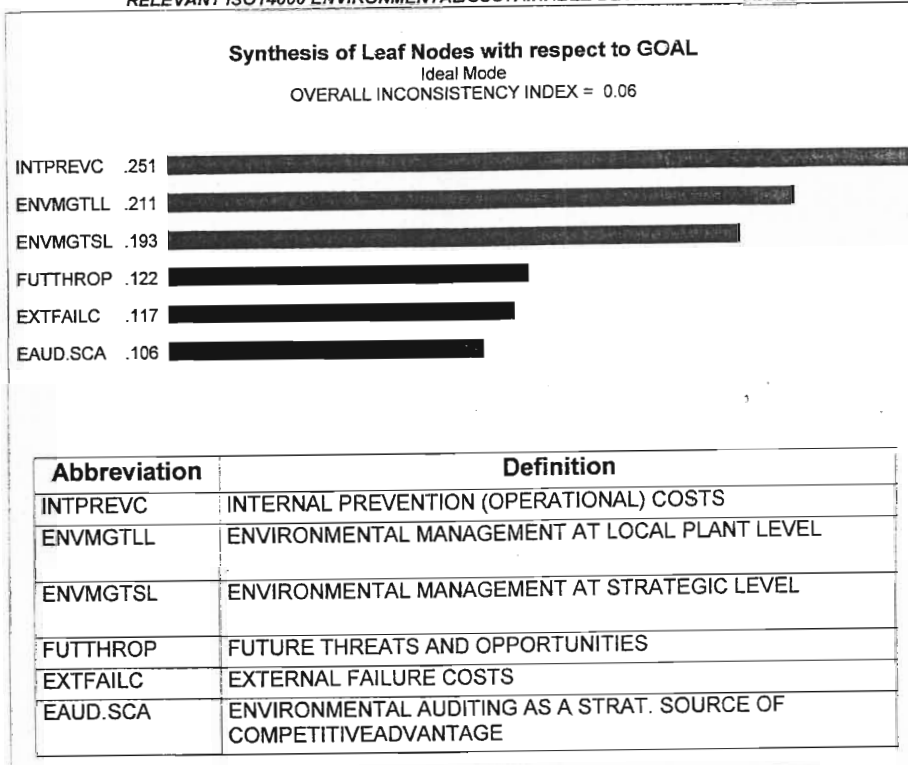 RELEVANT ISO14000 ENVIRONMENTAL
Synthesis of Leaf Nodes with respect to GOAL
Ideal Mode
OVERALL INCONSISTENCY INDEX = 0.06
INTPREVC .251
ENVMGTLL .211
ENVMGTSL .193
FUTTHROP .122
EXTFAILC .117
EAUD.SCA .106
Abbreviation Definition
INTPREVC INTERNAL PREVENTION (OPERATIONAL) COSTS
ENVMGTLL ENVIRONMENTAL MANAGEMENT AT LOCAL PLANT LEVEL
ENVMGTSL ENVIRONMENTAL MANAGEMENT AT STRATEGIC LEVEL
FUTTHROP FUTURE THREATS AND OPPORTUNITIES
EXTFAILC EXTERNAL FAILURE COSTS
EAUD.SCA ENVIRONMENTAL AUDITING AS A STRAT. SOURCE OF
COMPETITIVEADVANTAGE